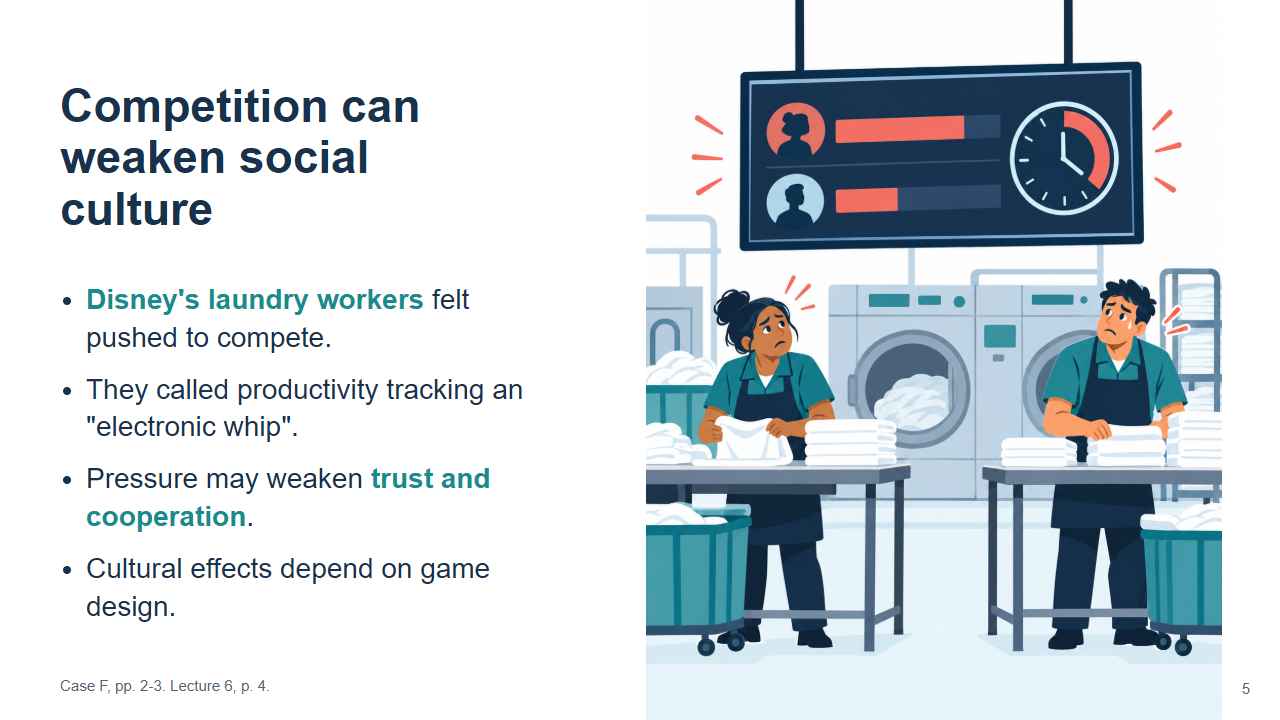 Competition can
weaken social
culture
• Disney's laundry workers felt
pushed to compete.
• They called productivity tracking an
"electronic whip".
• Pressure may weaken trust and
cooperation.
• Cultural effects depend on game
design.
Case F, pp. 2-3. Lecture 6, p. 4.
5